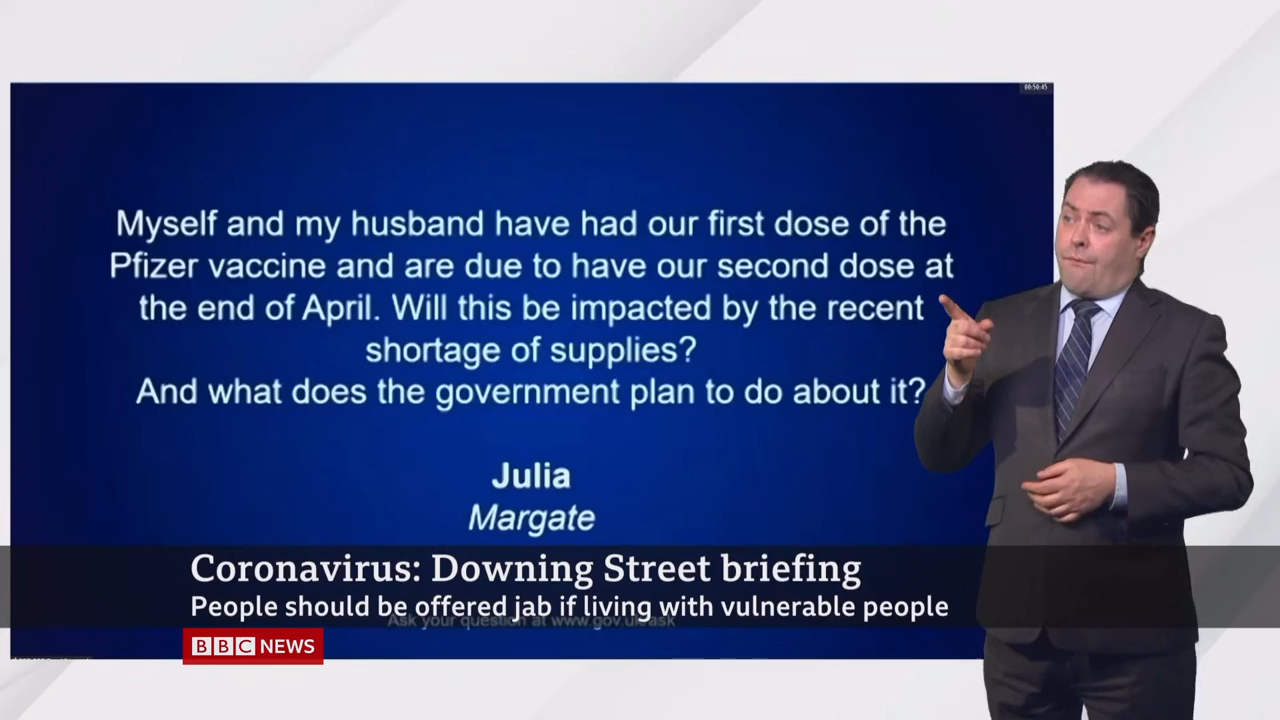 00:50:45
Myself and my husband have had our first dose of the
Pfizer vaccine and are due to have our second dose at
the end of April. Will this be impacted by the recent
shortage of supplies?
And what does the government plan to do about it?
Julia
Margate
Coronavirus: Downing Street briefing
People should be offered jab if living with vulnerable people
Ask your question at www.gov.uk/ask
BBC NEWS